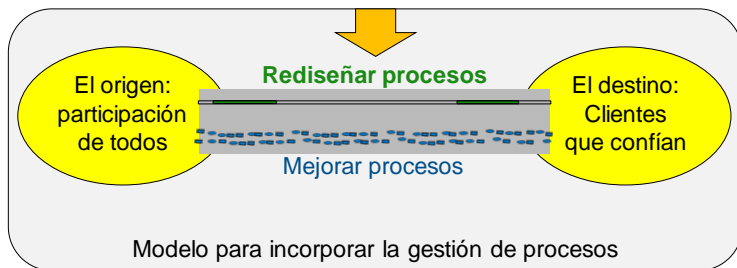 Rediseñar procesos
El origen:
participación
de todos
El destino:
Clientes
que confían
Mejorar procesos
Modelo para incorporar la gestión de procesos